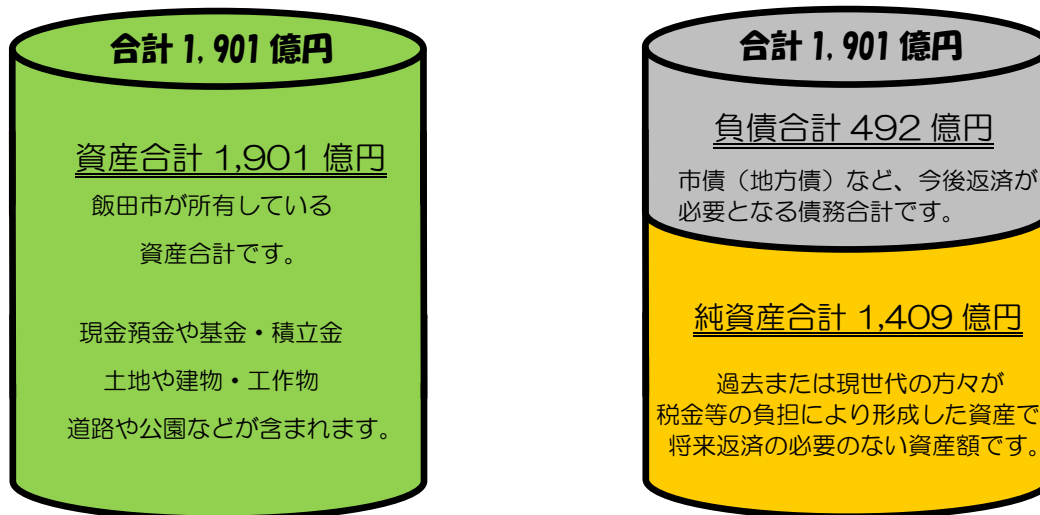 合計 1,901 億円
資産合計 1,901 億円
飯田市が所有している
資産合計です。
現金預金や基金・積立金
土地や建物・工作物
道路や公園などが含まれます。
合計 1,901 億円
負債合計 492 億円
市債（地方債）など、今後返済が
必要となる債務合計です。
純資産合計 1,409 億円
過去または現世代の方々が
税金等の負担により形成した資産で
将来返済の必要のない資産額です。